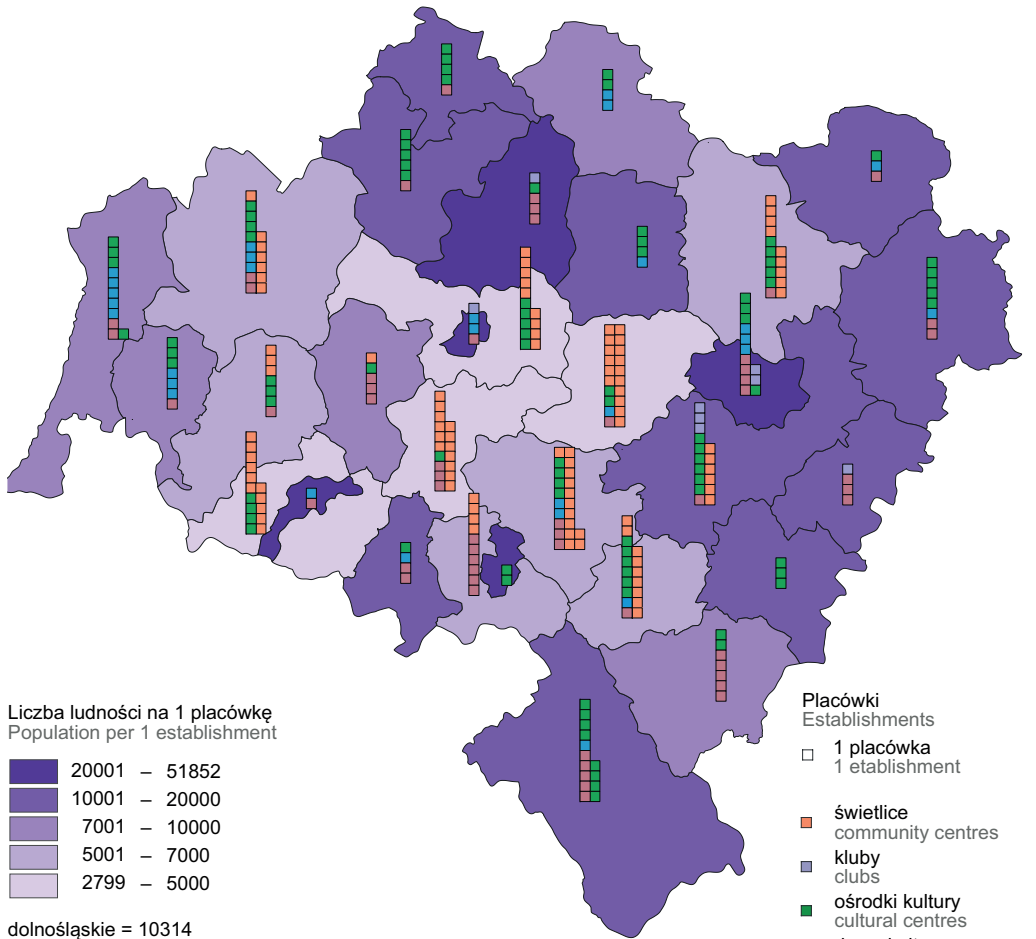 Liczba ludności na 1 placówkę
Population per 1 establishment
20001 – 51852
10001 – 20000
7001 – 10000
5001 – 7000
2799 – 5000
dolnośląskie = 10314
Placówki
Establishments
1 placówka
1 etablishment
świetlice
community centres
kluby
clubs
ośrodki kultury
cultural centres